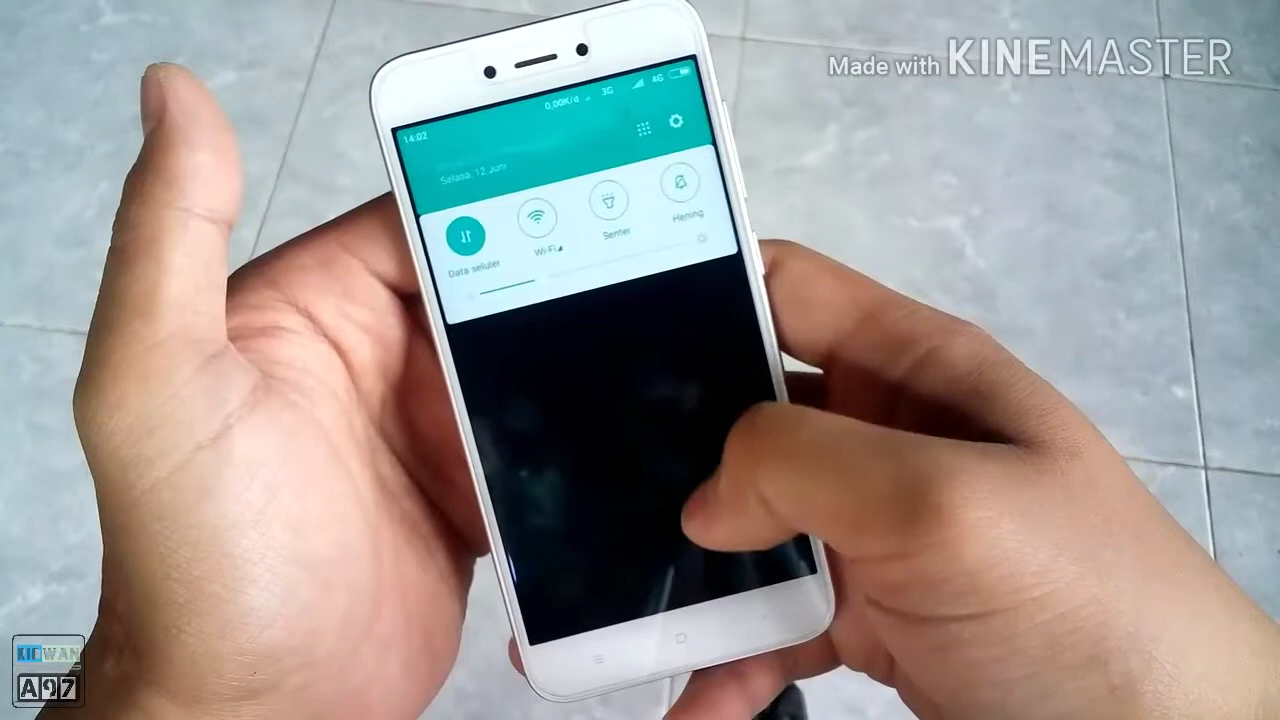 Made with KINEMASTER
0,00K/d 3G 4G
14:02
Selasa, 12 Juni
Data seluler
Wi-Fi
Senter
Hening
KIDWAN
A97